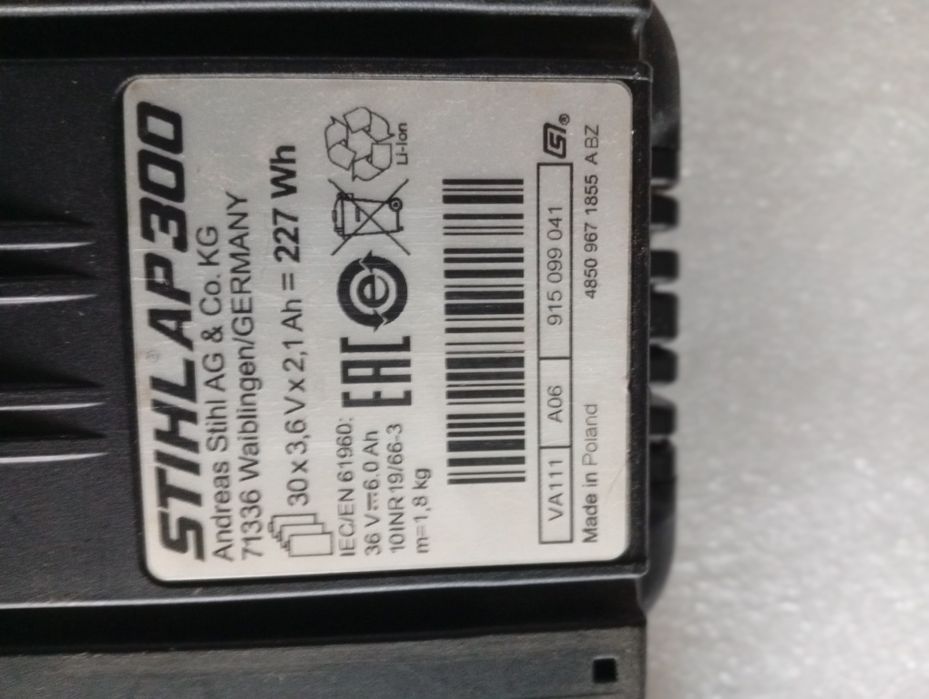 STIHL® AP300
Andreas Stihl AG & Co. KG
71336 Waiblingen/GERMANY
30 x 3,6 V x 2,1 Ah = 227 Wh
IEC/EN 61960:
36 V⎓6.0 Ah
10INR19/66-3
m=1,8 kg
EAC
e
Li-Ion
VA111 A06 915 099 041
Made in Poland 4850 967 1855 ABZ